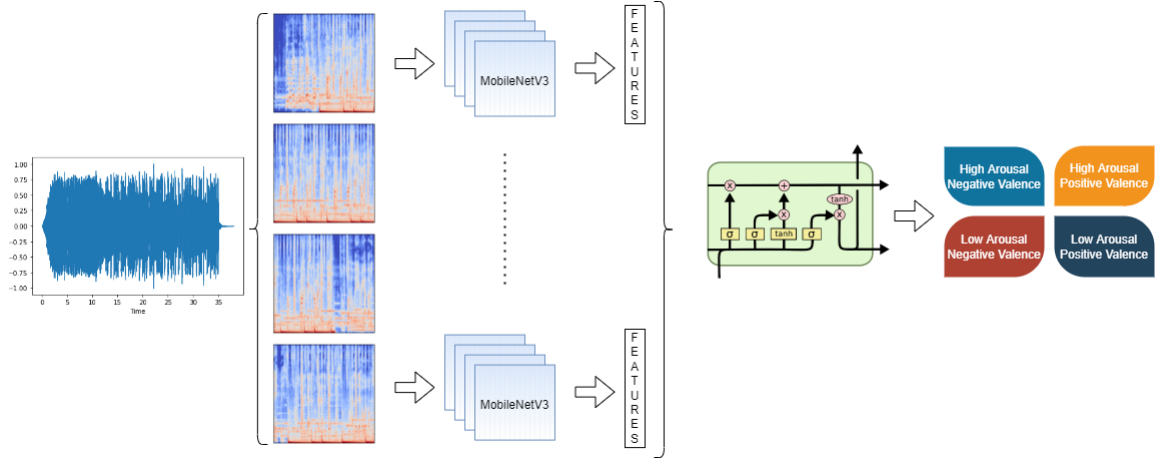 1.00
0.75
0.50
0.25
0.00
−0.25
−0.50
−0.75
−1.00
0 5 10 15 20 25 30 35
Time
MobileNetV3
F
E
A
T
U
R
E
S
MobileNetV3
F
E
A
T
U
R
E
S
x
+
tanh
x
x
σ
σ
tanh
σ
High Arousal
Negative Valence
High Arousal
Positive Valence
Low Arousal
Negative Valence
Low Arousal
Positive Valence